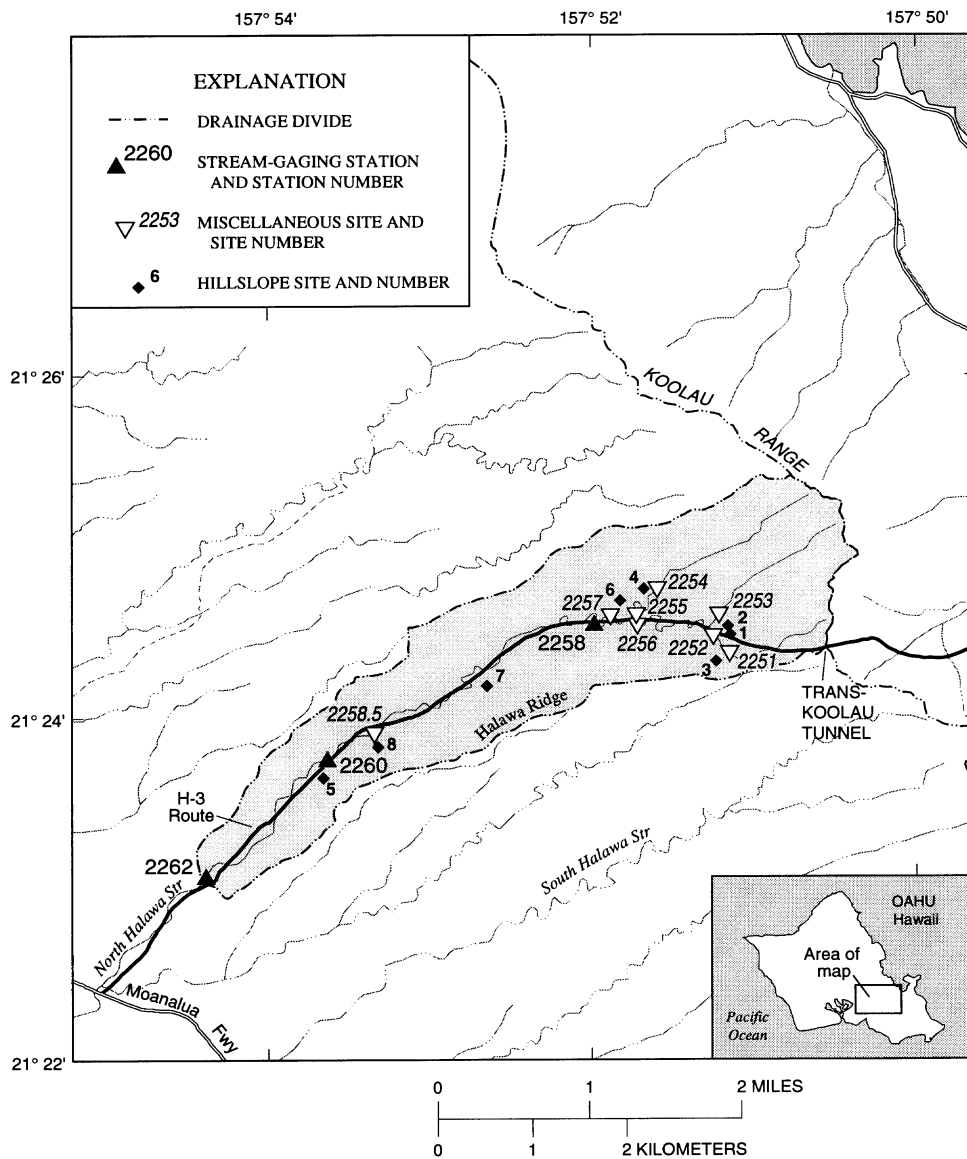 157° 54'
157° 52'
157° 50'
EXPLANATION
DRAINAGE DIVIDE
2260
STREAM-GAGING STATION
AND STATION NUMBER
2253
MISCELLANEOUS SITE AND
SITE NUMBER
6
HILLSLOPE SITE AND NUMBER
21° 26'
KOOLAU
RANGE
4
2254
6
2257
2255
2253
2
1
2258
2256
2252
2251
3
7
TRANS-
KOOLAU
TUNNEL
Halawa Ridge
21° 24'
2258.5
8
2260
5
H-3
Route
2262
South Halawa Str
North Halawa Str
OAHU
Hawaii
Area of
map
Pacific
Ocean
Moanalua
Fwy
21° 22'
0 1 2 MILES
0 1 2 KILOMETERS